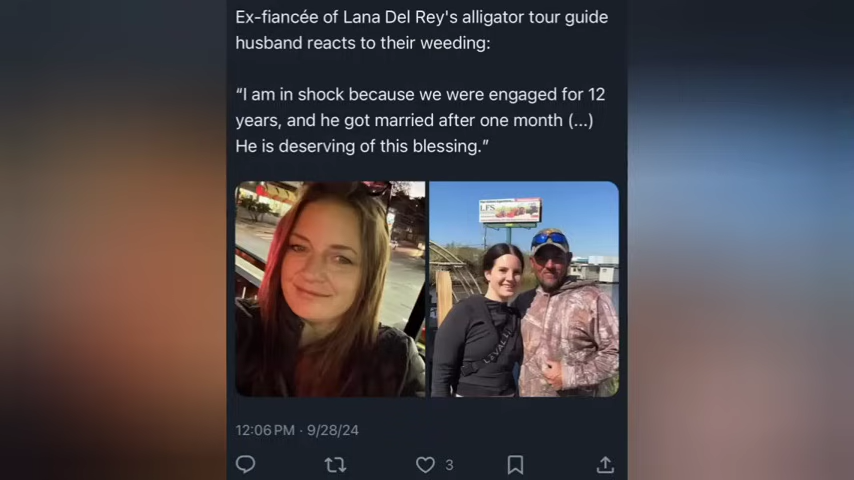 Ex-fiancée of Lana Del Rey's alligator tour guide
husband reacts to their weeding:
“I am in shock because we were engaged for 12
years, and he got married after one month (...)
He is deserving of this blessing.”
LFS
12:06 PM · 9/28/24
3